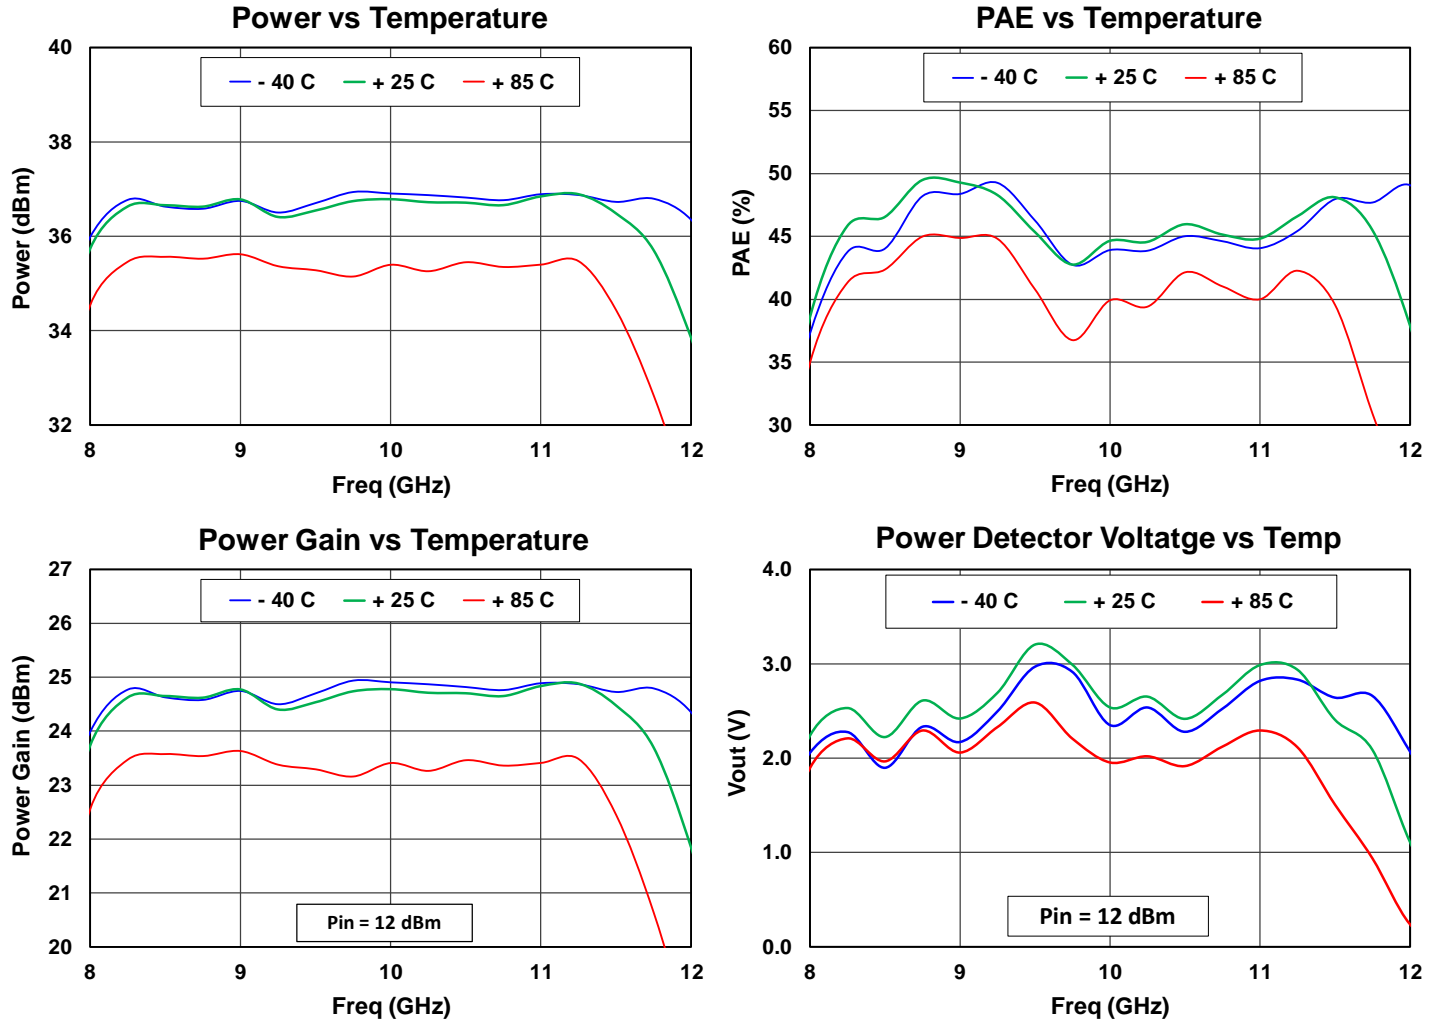 Power vs Temperature
40
38
36
34
32
Power (dBm)
- 40 C + 25 C + 85 C
8 9 10 11 12
Freq (GHz)
PAE vs Temperature
60
55
50
45
40
35
30
PAE (%)
- 40 C + 25 C + 85 C
8 9 10 11 12
Freq (GHz)
Power Gain vs Temperature
27
26
25
24
23
22
21
20
Power Gain (dBm)
- 40 C + 25 C + 85 C
Pin = 12 dBm
8 9 10 11 12
Freq (GHz)
Power Detector Voltatge vs Temp
4.0
3.0
2.0
1.0
0.0
Vout (V)
- 40 C + 25 C + 85 C
Pin = 12 dBm
8 9 10 11 12
Freq (GHz)